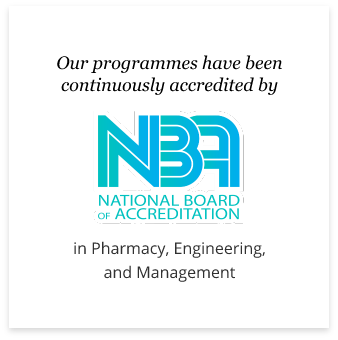 Our programmes have been
continuously accredited by
NBA
NATIONAL BOARD
OF ACCREDITATION
in Pharmacy, Engineering,
and Management